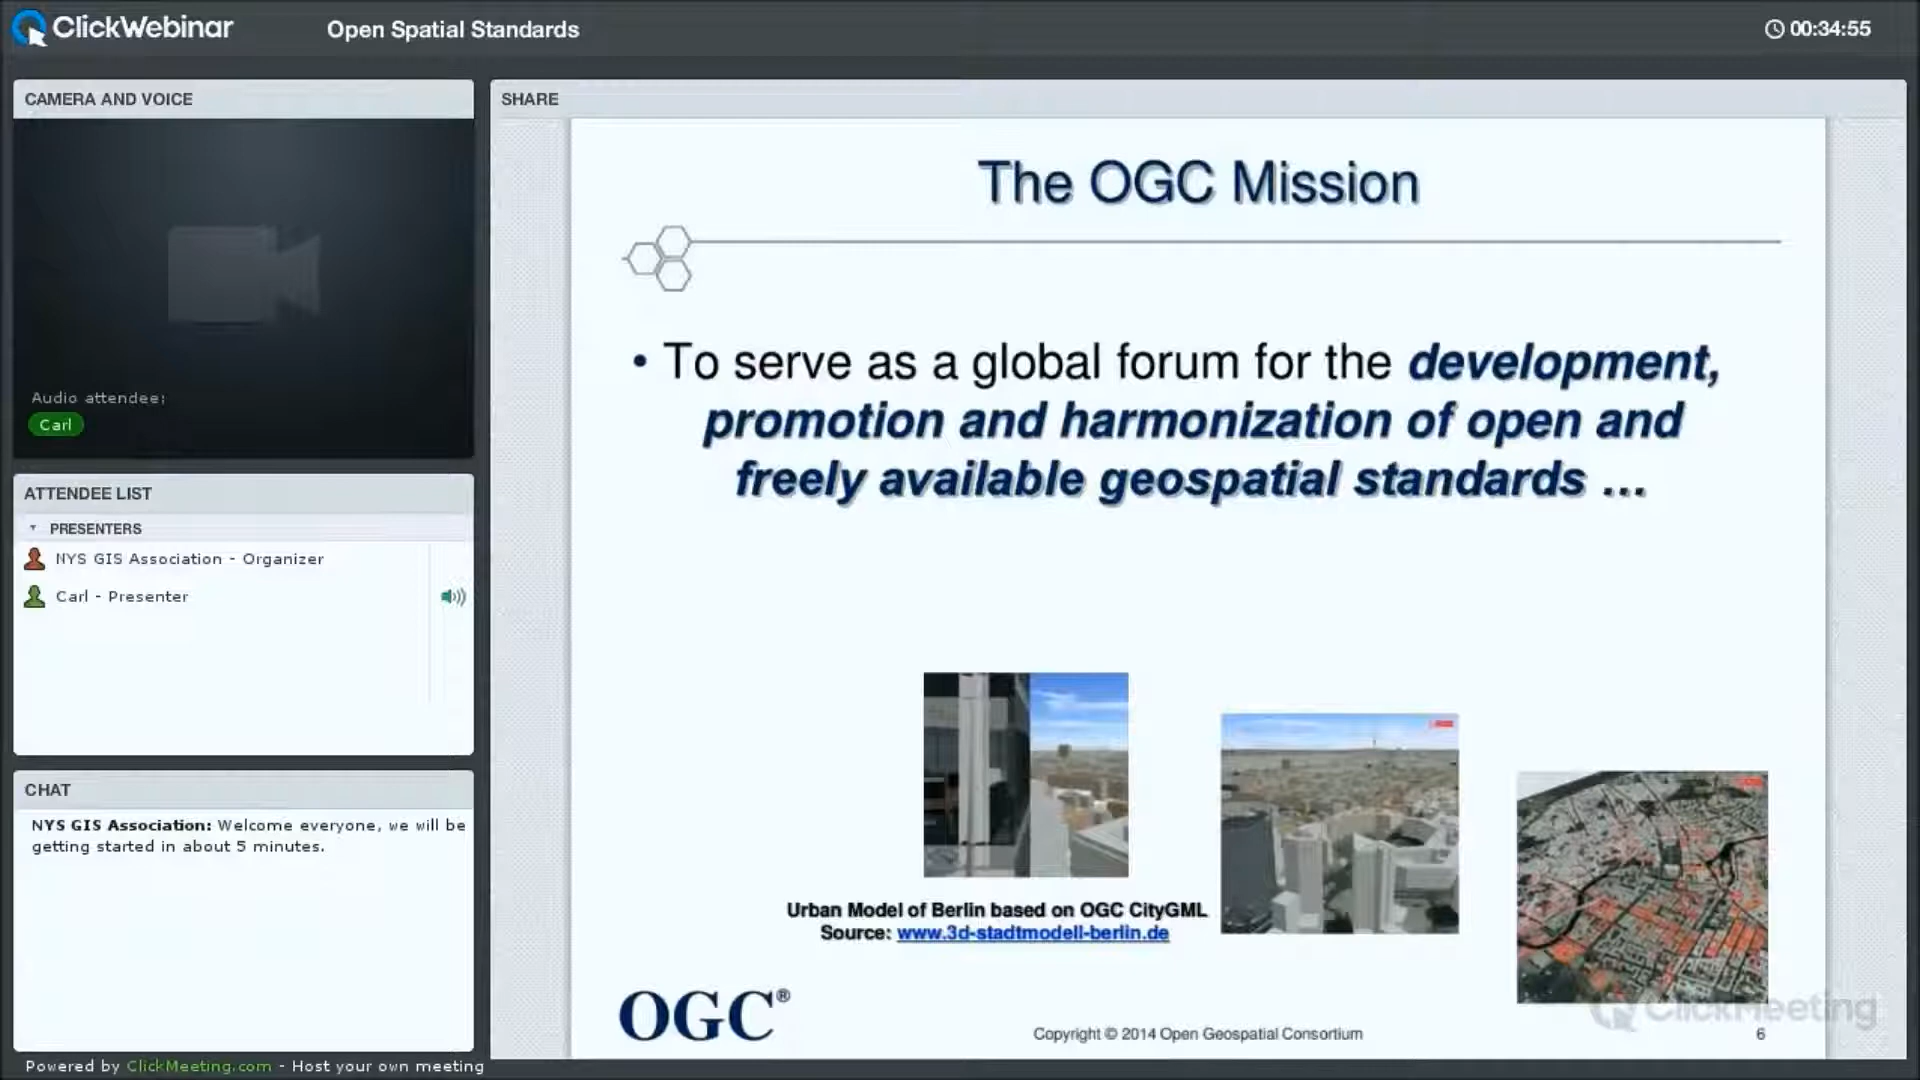 ClickWebinar
Open Spatial Standards
00:34:55
CAMERA AND VOICE
Audio attendee:
Carl
ATTENDEE LIST
PRESENTERS
NYS GIS Association - Organizer
Carl - Presenter
CHAT
NYS GIS Association: Welcome everyone, we will be
getting started in about 5 minutes.
Powered by ClickMeeting.com - Host your own meeting
SHARE
The OGC Mission
• To serve as a global forum for the development,
promotion and harmonization of open and
freely available geospatial standards ...
Urban Model of Berlin based on OGC CityGML
Source: www.3d-stadtmodell-berlin.de
OGC®
Copyright © 2014 Open Geospatial Consortium
6
ClickMeeting